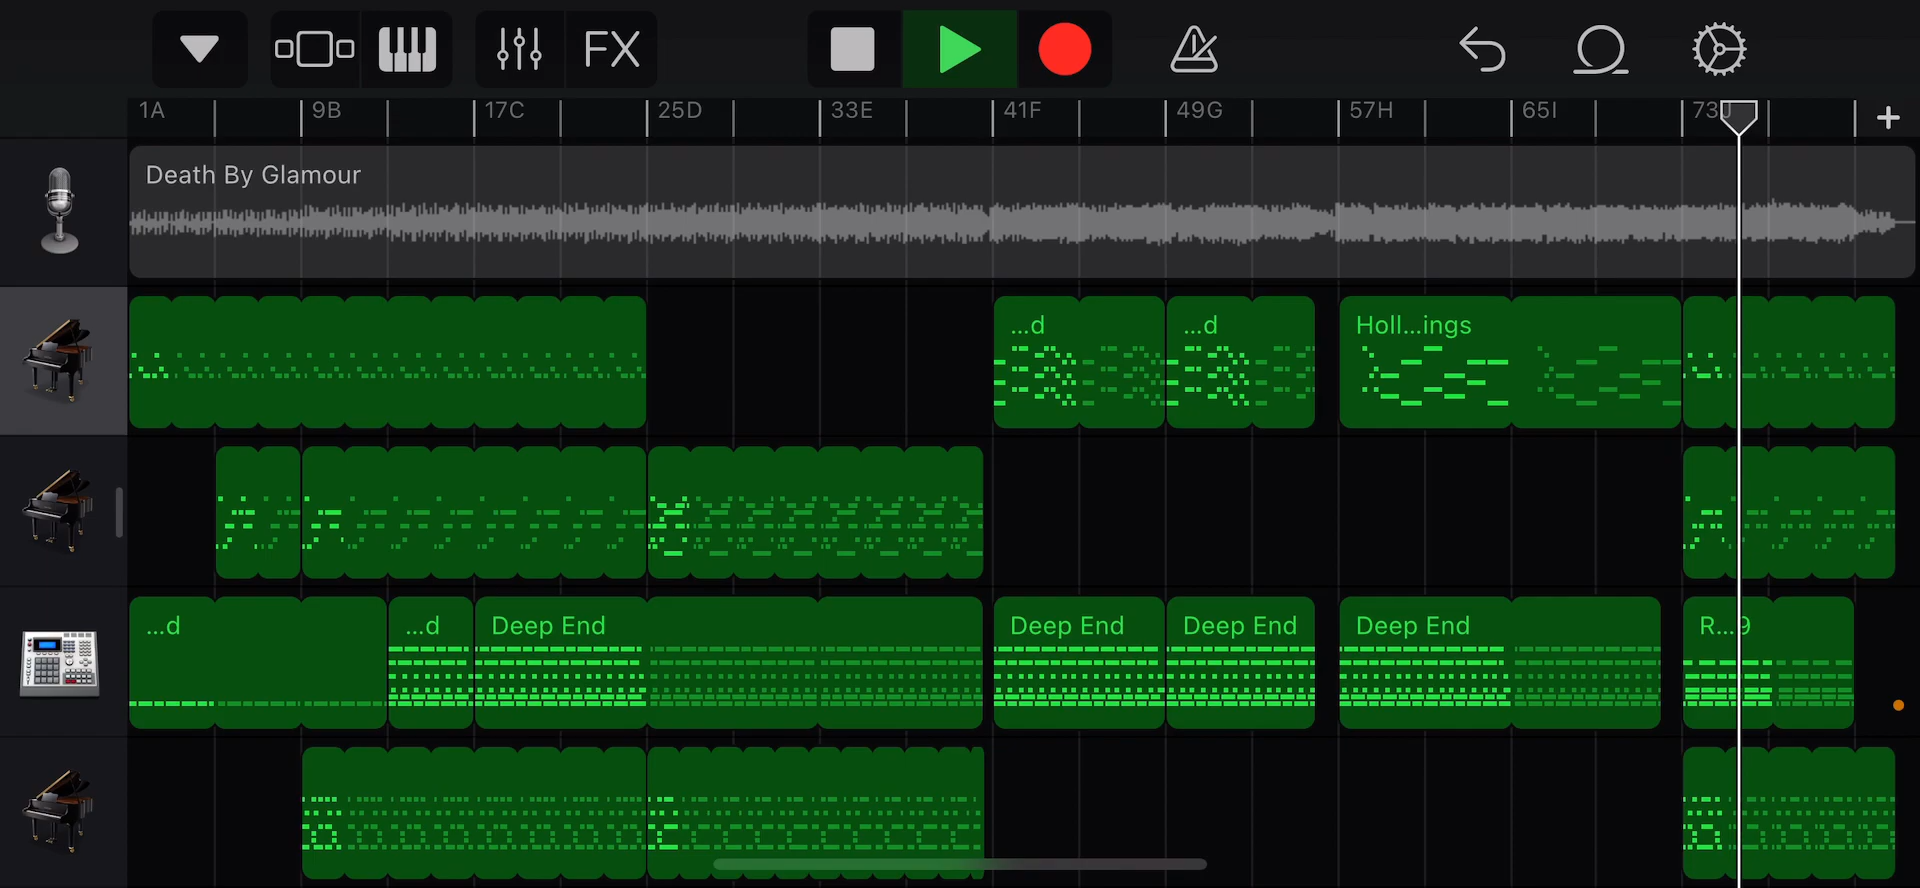 FX
1A 9B 17C 25D 33E 41F 49G 57H 65I 73J
Death By Glamour
...d ...d Holl...ings
...d ...d Deep End Deep End Deep End Deep End R...9